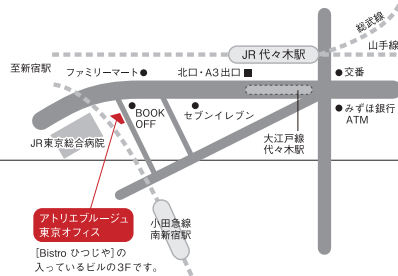 総武線
JR 代々木駅
山手線
至新宿駅
ファミリーマート
北口・A3出口
交番
BOOK
OFF
セブンイレブン
みずほ銀行
ATM
大江戸線
代々木駅
JR東京総合病院
アトリエブルージュ
東京オフィス
小田急線
南新宿駅
[Bistro ひつじや]の
入っているビルの3Fです。